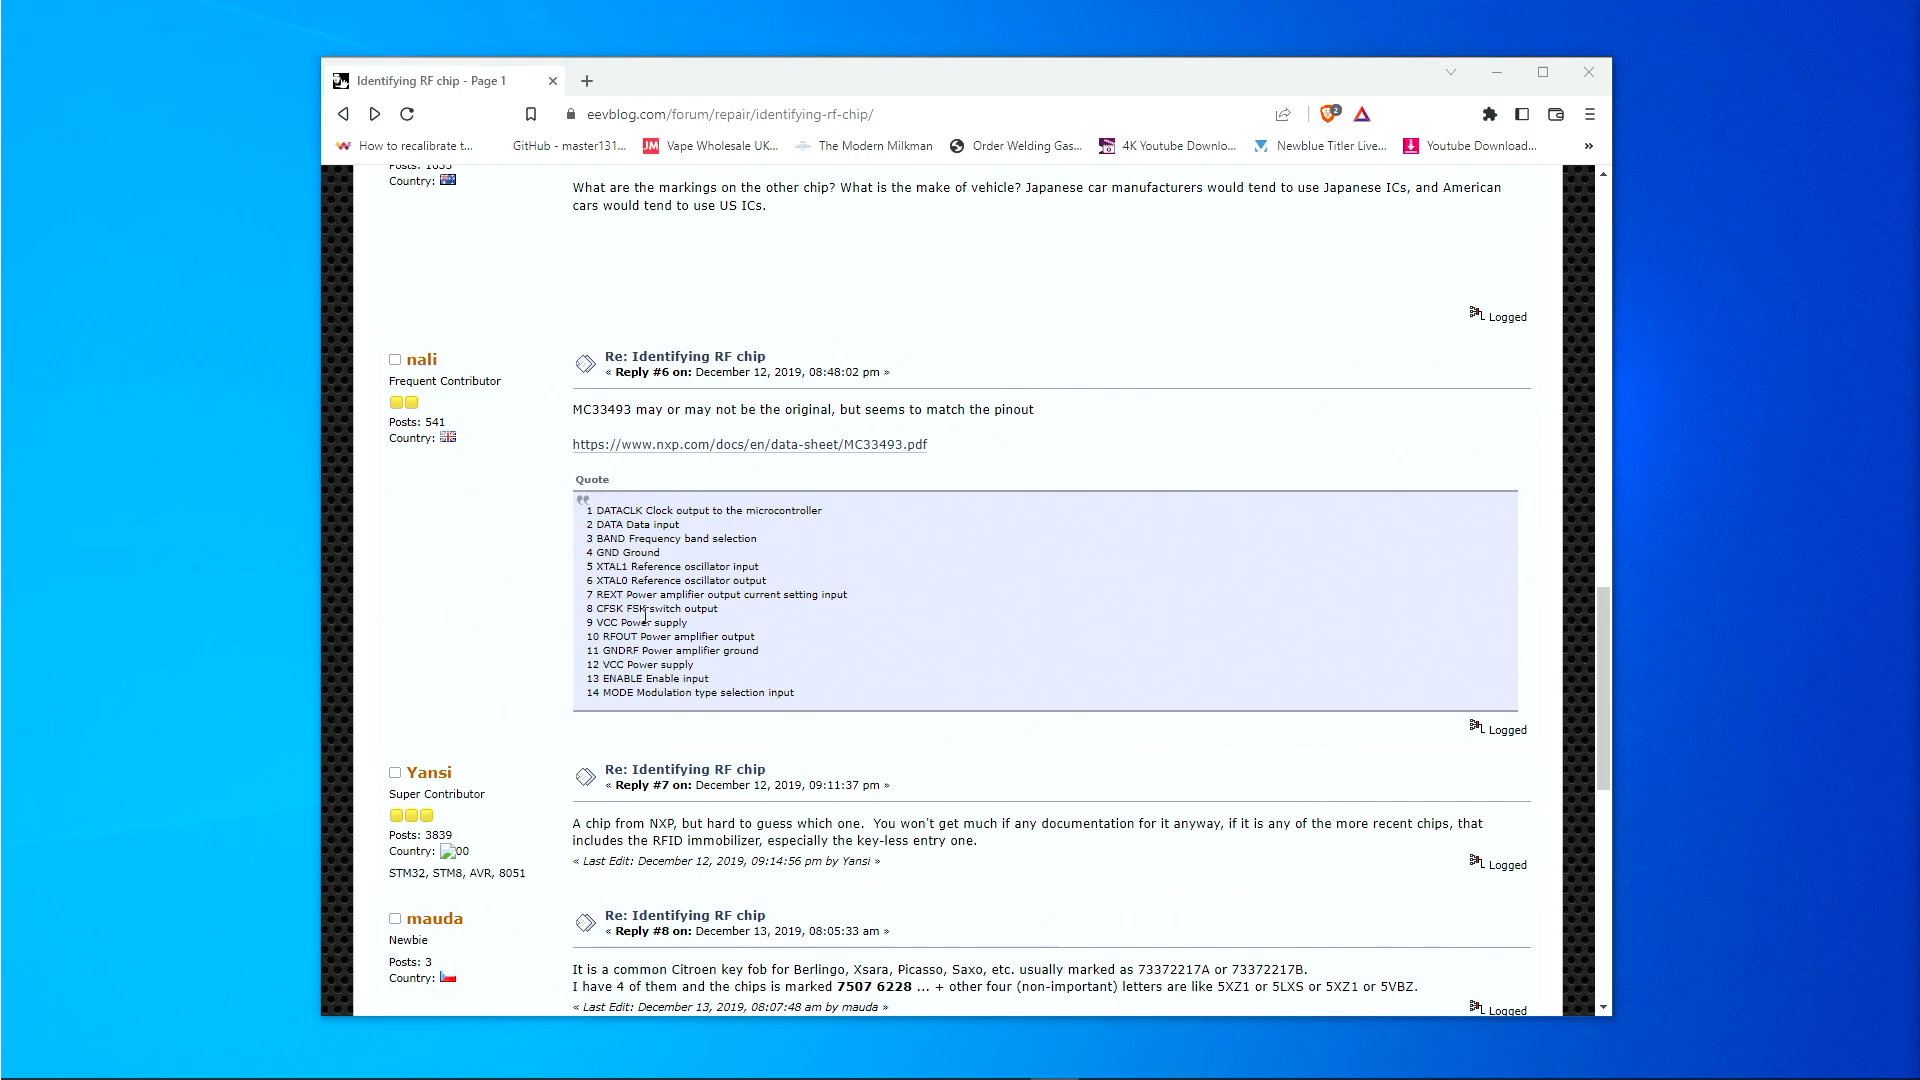 Identifying RF chip - Page 1
eevblog.com/forum/repair/identifying-rf-chip/
2
How to recalibrate t...
GitHub - master131...
JM Vape Wholesale UK...
The Modern Milkman
Order Welding Gas...
4K Youtube Downlo...
Newblue Titler Live...
Youtube Download...
»
Posts: 1655
Country:
What are the markings on the other chip? What is the make of vehicle? Japanese car manufacturers would tend to use Japanese ICs, and American
cars would tend to use US ICs.
Logged
nali
Frequent Contributor
Posts: 541
Country:
Re: Identifying RF chip
« Reply #6 on: December 12, 2019, 08:48:02 pm »
MC33493 may or may not be the original, but seems to match the pinout
https://www.nxp.com/docs/en/data-sheet/MC33493.pdf
Quote
1 DATACLK Clock output to the microcontroller
2 DATA Data input
3 BAND Frequency band selection
4 GND Ground
5 XTAL1 Reference oscillator input
6 XTAL0 Reference oscillator output
7 REXT Power amplifier output current setting input
8 CFSK FSK switch output
9 VCC Power supply
10 RFOUT Power amplifier output
11 GNDRF Power amplifier ground
12 VCC Power supply
13 ENABLE Enable input
14 MODE Modulation type selection input
Logged
Yansi
Super Contributor
Posts: 3839
Country: 00
STM32, STM8, AVR, 8051
Re: Identifying RF chip
« Reply #7 on: December 12, 2019, 09:11:37 pm »
A chip from NXP, but hard to guess which one.  You won't get much if any documentation for it anyway, if it is any of the more recent chips, that
includes the RFID immobilizer, especially the key-less entry one.
« Last Edit: December 12, 2019, 09:14:56 pm by Yansi »
Logged
mauda
Newbie
Posts: 3
Country:
Re: Identifying RF chip
« Reply #8 on: December 13, 2019, 08:05:33 am »
It is a common Citroen key fob for Berlingo, Xsara, Picasso, Saxo, etc. usually marked as 73372217A or 73372217B.
I have 4 of them and the chips is marked 7507 6228 ... + other four (non-important) letters are like 5XZ1 or 5LXS or 5XZ1 or 5VBZ.
« Last Edit: December 13, 2019, 08:07:48 am by mauda »
Logged